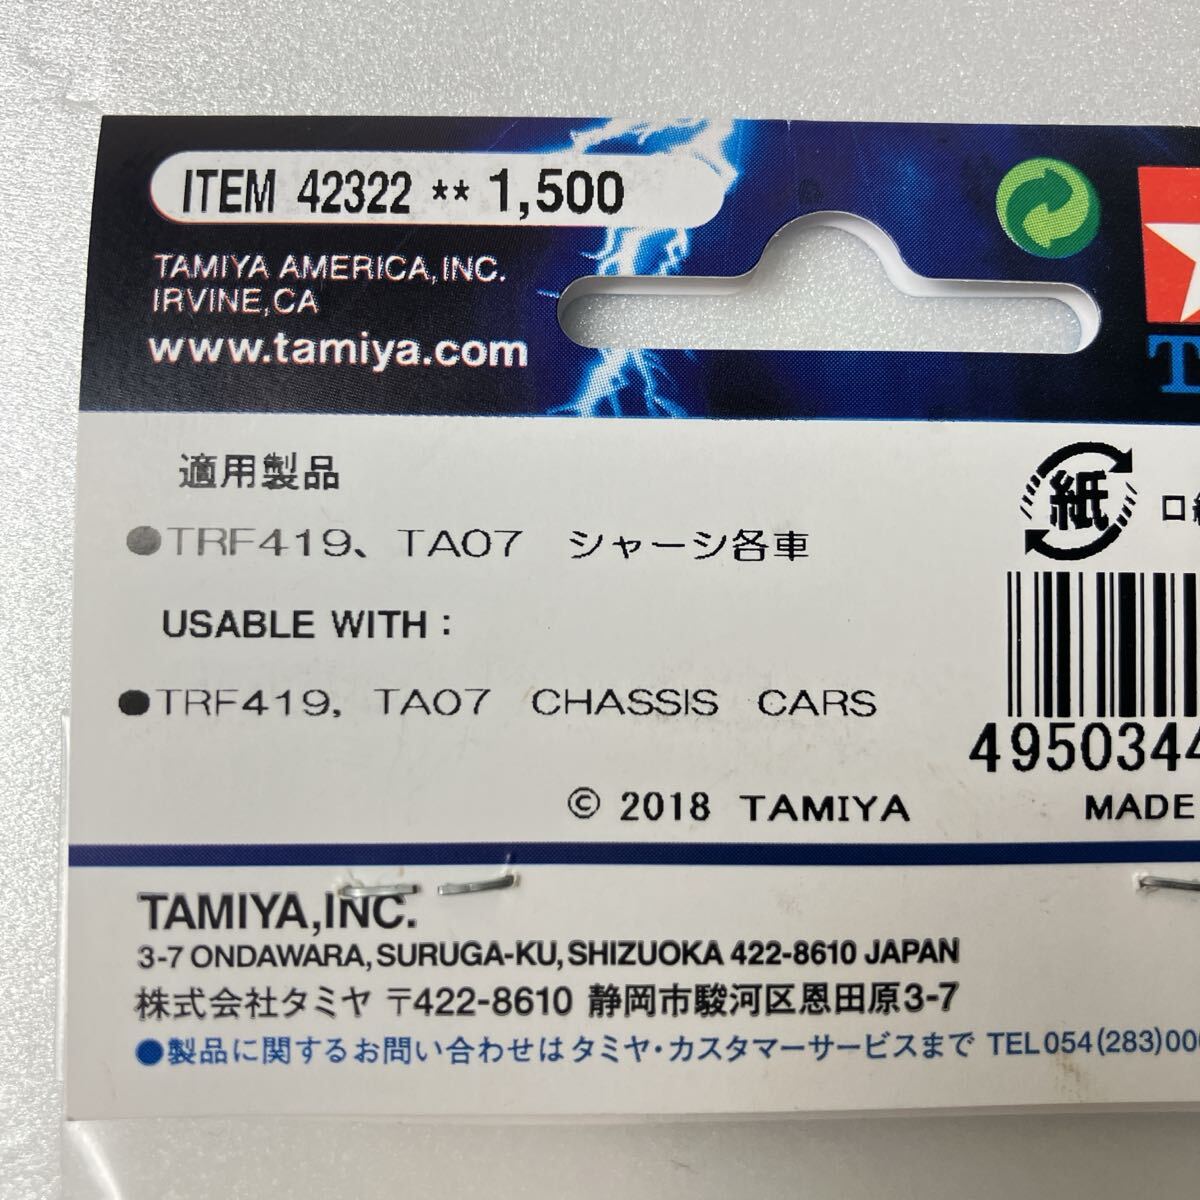 ITEM 42322 ** 1,500
TAMIYA AMERICA, INC.
IRVINE, CA
www.tamiya.com
適用製品
●TRF419、TA07 シャーシ各車
USABLE WITH :
●TRF419, TA07 CHASSIS CARS
紙
4950344
© 2018 TAMIYA
MADE
TAMIYA, INC.
3-7 ONDAWARA, SURUGA-KU, SHIZUOKA 422-8610 JAPAN
株式会社タミヤ 〒422-8610 静岡市駿河区恩田原3-7
●製品に関するお問い合わせはタミヤ・カスタマーサービスまで TEL054(283)000